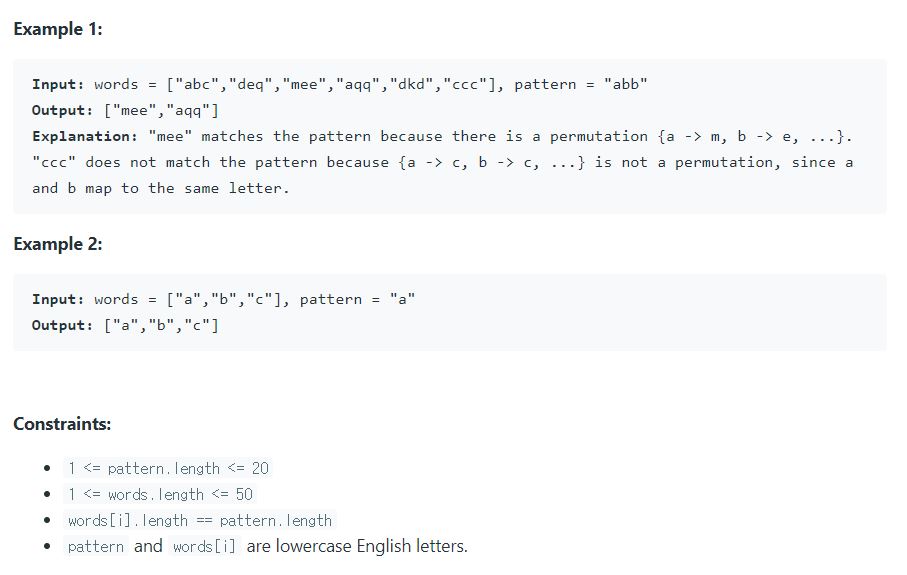 Example 1:
Input: words = ["abc","deq","mee","aqq","dkd","ccc"], pattern = "abb"
Output: ["mee","aqq"]
Explanation: "mee" matches the pattern because there is a permutation {a -> m, b -> e, ...}.
"ccc" does not match the pattern because {a -> c, b -> c, ...} is not a permutation, since a
and b map to the same letter.
Example 2:
Input: words = ["a","b","c"], pattern = "a"
Output: ["a","b","c"]
Constraints:
• 1 <= pattern.length <= 20
• 1 <= words.length <= 50
• words[i].length == pattern.length
• pattern and words[i] are lowercase English letters.